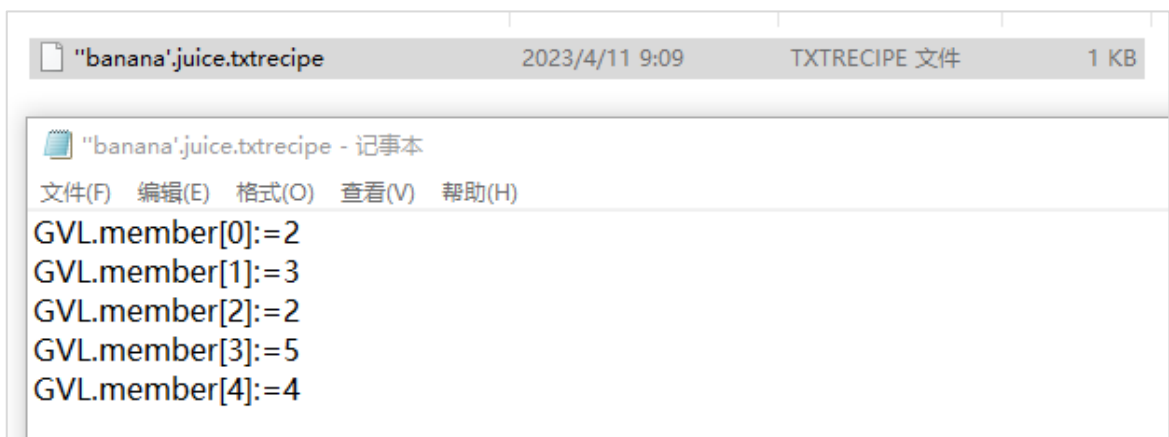 ''banana'.juice.txtrecipe 2023/4/11 9:09 TXTRECIPE 文件 1 KB
''banana'.juice.txtrecipe - 记事本
文件(F) 编辑(E) 格式(O) 查看(V) 帮助(H)
GVL.member[0]:=2
GVL.member[1]:=3
GVL.member[2]:=2
GVL.member[3]:=5
GVL.member[4]:=4